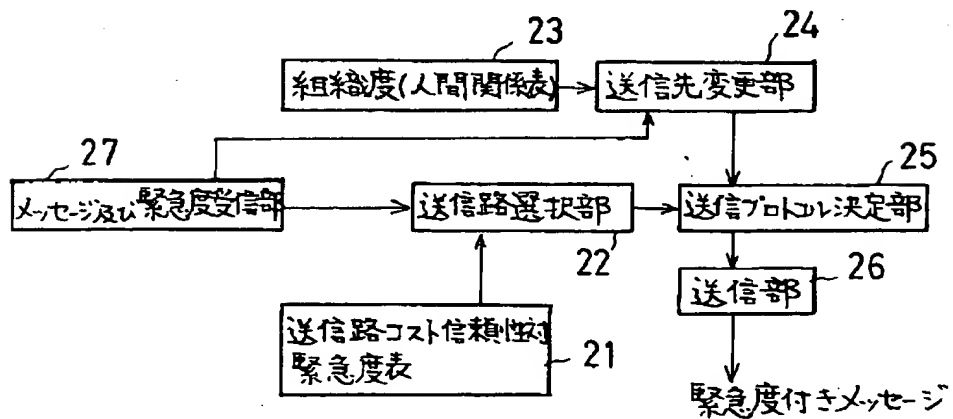 23
24
組織度(人間関係表)
送信先変更部
27
25
メッセージ及び緊急度受信部
送信路選択部
送信プロトコル決定部
22
26
送信部
送信路コスト信頼性対
緊急度表
21
緊急度付きメッセージ